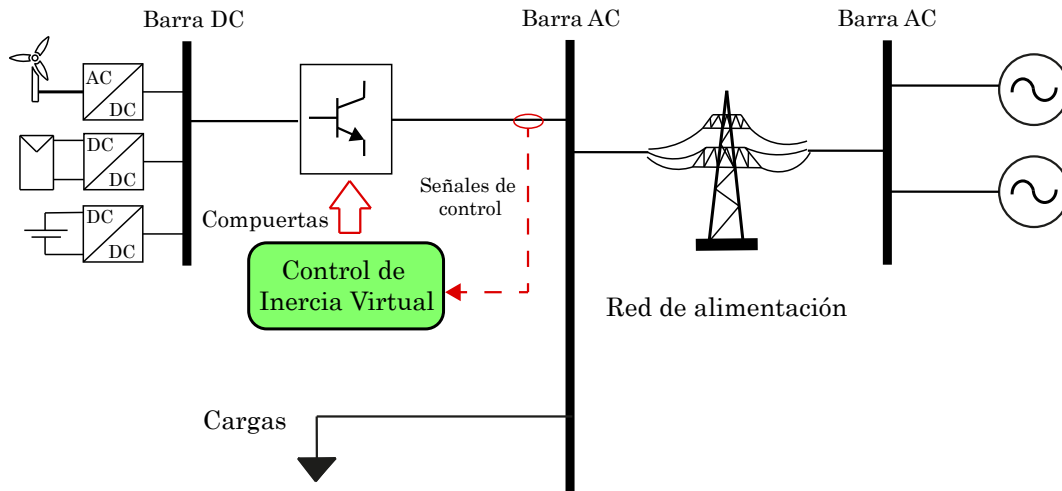 Barra DC
Barra AC
Barra AC
AC
DC
DC
DC
DC
DC
Señales de
control
Compuertas
Control de
Inercia Virtual
Red de alimentación
Cargas